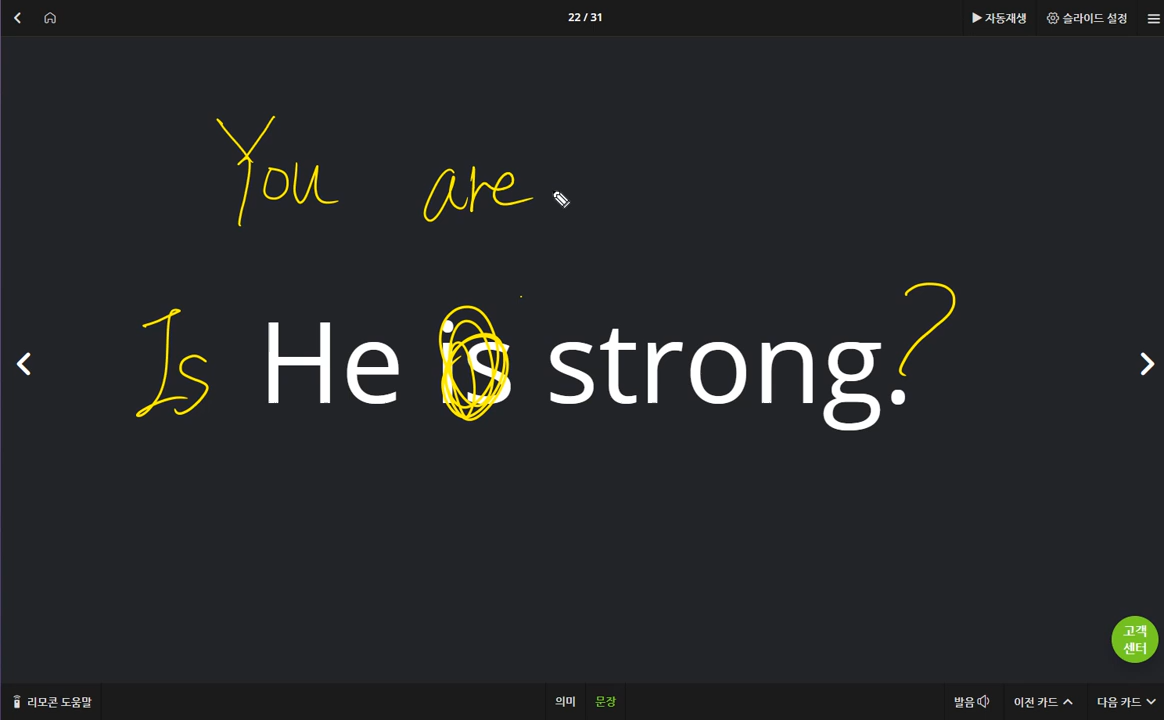 22 / 31
자동재생
슬라이드 설정
You are
Is He is strong.?
고객
센터
리모콘 도움말
의미
문장
발음
이전 카드
다음 카드